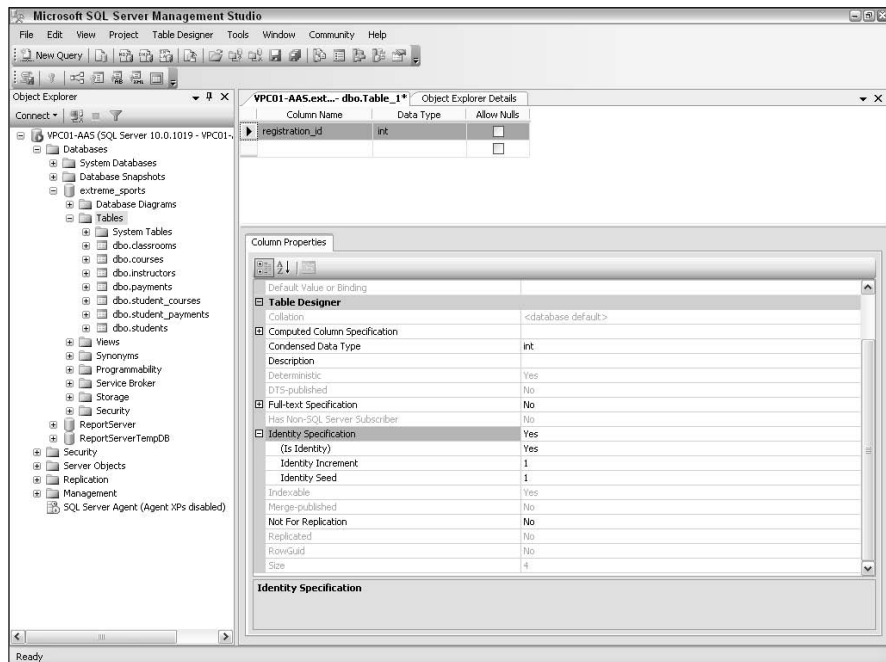 Microsoft SQL Server Management Studio
File Edit View Project Table Designer Tools Window Community Help
New Query
Object Explorer
Connect
VPC01-AAS (SQL Server 10.0.1019 - VPC01-
Databases
System Databases
Database Snapshots
extreme_sports
Database Diagrams
Tables
System Tables
dbo.classrooms
dbo.courses
dbo.instructors
dbo.payments
dbo.student_courses
dbo.student_payments
dbo.students
Views
Synonyms
Programmability
Service Broker
Storage
Security
ReportServer
ReportServerTempDB
Security
Server Objects
Replication
Management
SQL Server Agent (Agent XPs disabled)
VPC01-AAS.ext...- dbo.Table_1* Object Explorer Details
Column Name Data Type Allow Nulls
registration_id int
Column Properties
Default Value or Binding
Table Designer
Collation <database default>
Computed Column Specification
Condensed Data Type int
Description
Deterministic Yes
DTS-published No
Full-text Specification No
Has Non-SQL Server Subscriber No
Identity Specification Yes
(Is Identity) Yes
Identity Increment 1
Identity Seed 1
Indexable Yes
Merge-published No
Not For Replication No
Replicated No
RowGuid No
Size 4
Identity Specification
Ready